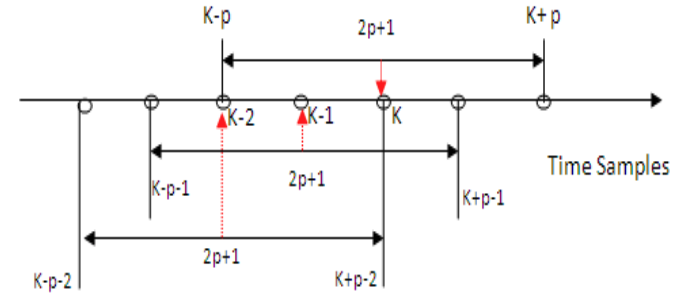 K-p
2p+1
K+p
K-2
K-1
K
Time Samples
K-p-1
2p+1
K+p-1
2p+1
K-p-2
K+p-2